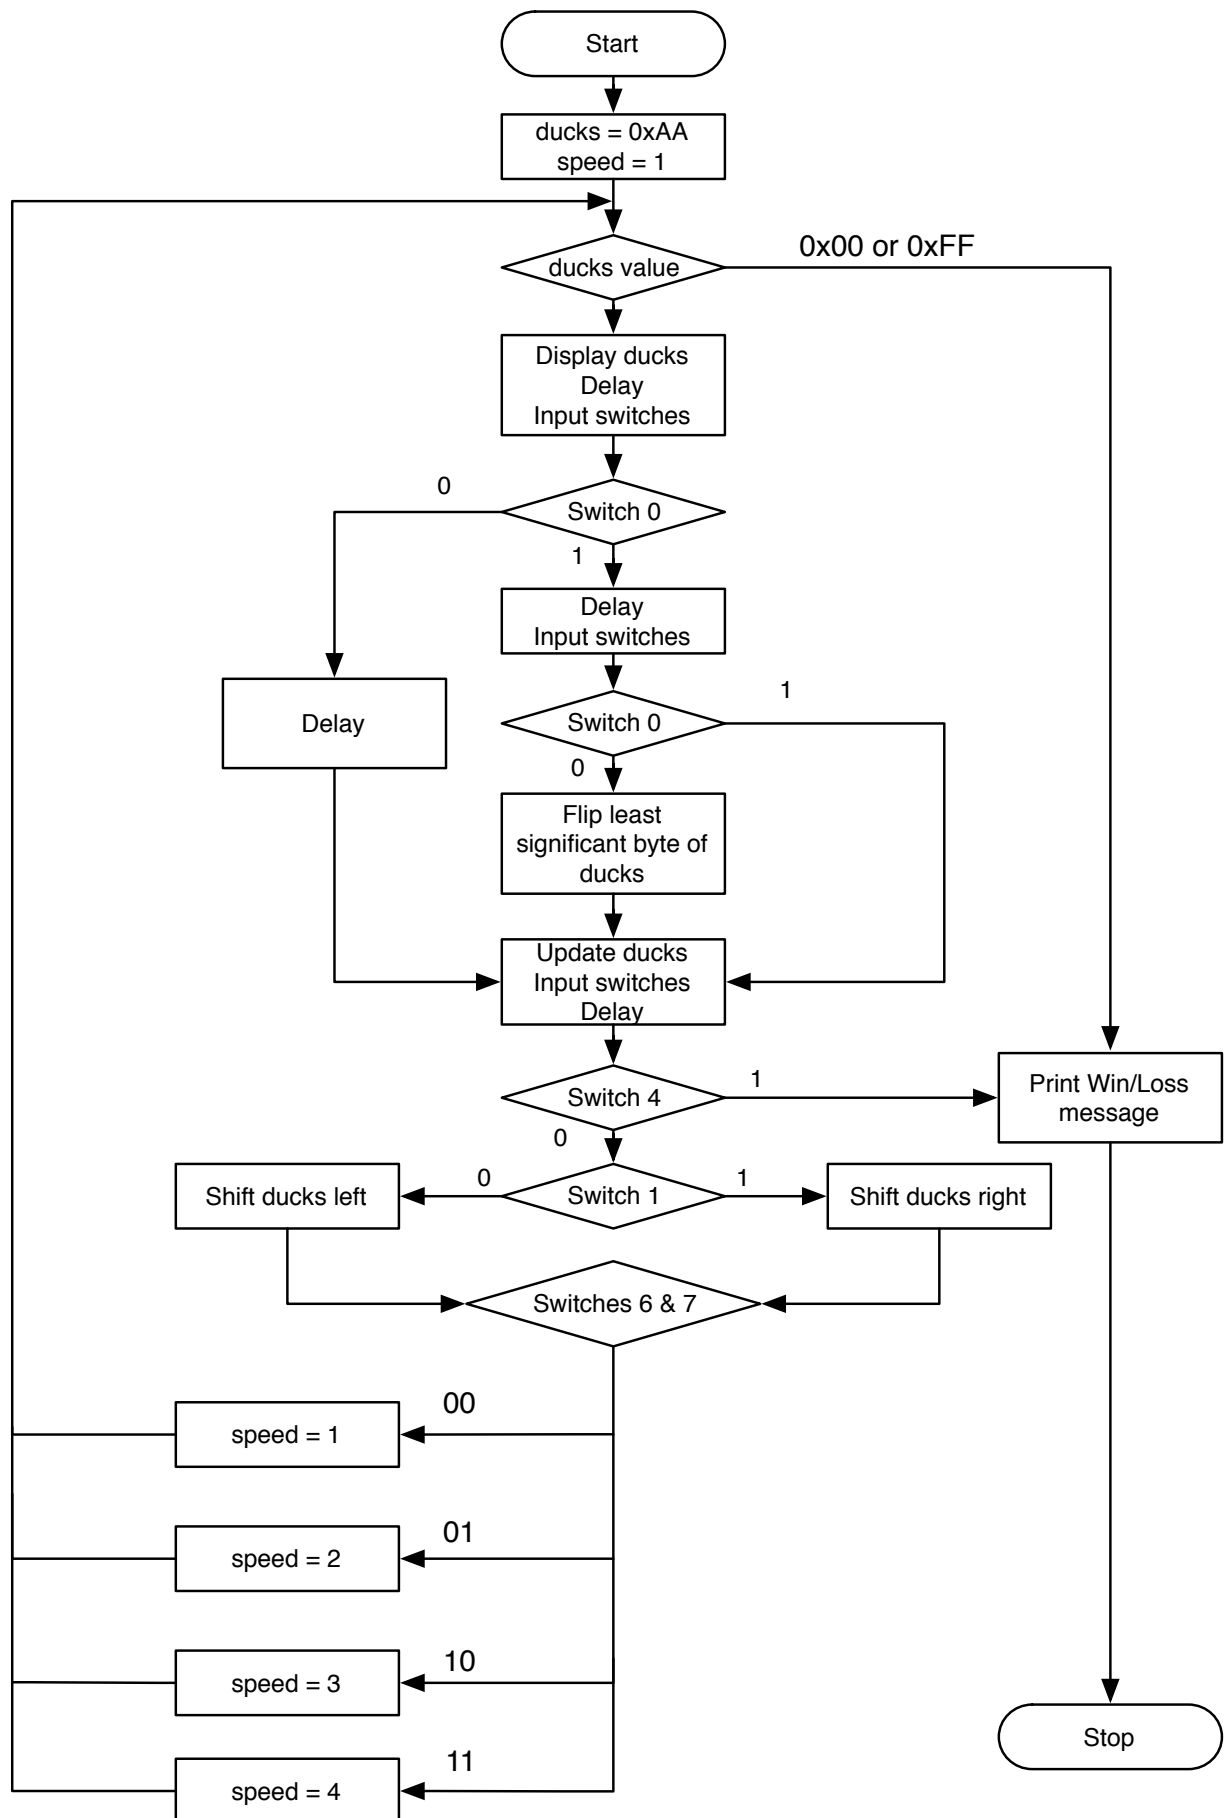 Start
ducks = 0xAA
speed = 1
ducks value
0x00 or 0xFF
Display ducks
Delay
Input switches
Switch 0
0
1
Delay
Input switches
Delay
Switch 0
1
0
Flip least
significant byte of
ducks
Update ducks
Input switches
Delay
Switch 4
1
0
Print Win/Loss
message
Shift ducks left
0
Switch 1
1
Shift ducks right
Switches 6 & 7
speed = 1
00
speed = 2
01
speed = 3
10
Stop
speed = 4
11